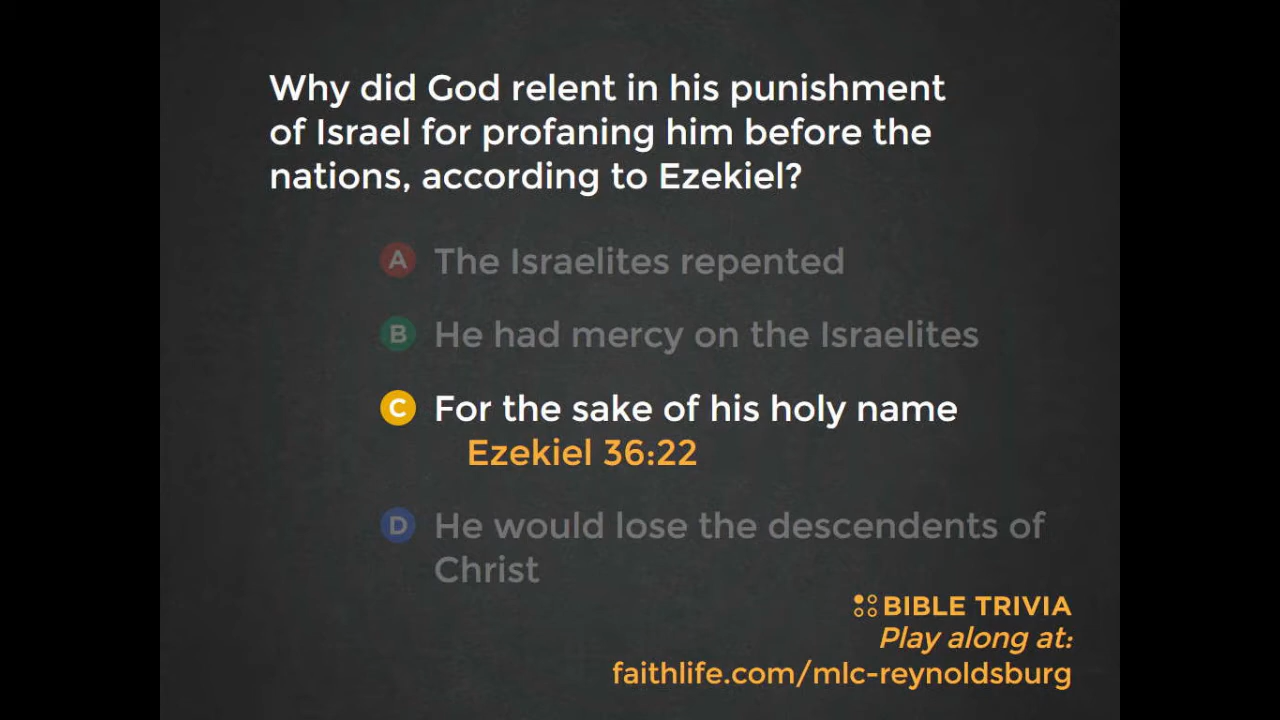 Why did God relent in his punishment
of Israel for profaning him before the
nations, according to Ezekiel?
A The Israelites repented
B He had mercy on the Israelites
C For the sake of his holy name
Ezekiel 36:22
D He would lose the descendents of
Christ
BIBLE TRIVIA
Play along at:
faithlife.com/mlc-reynoldsburg